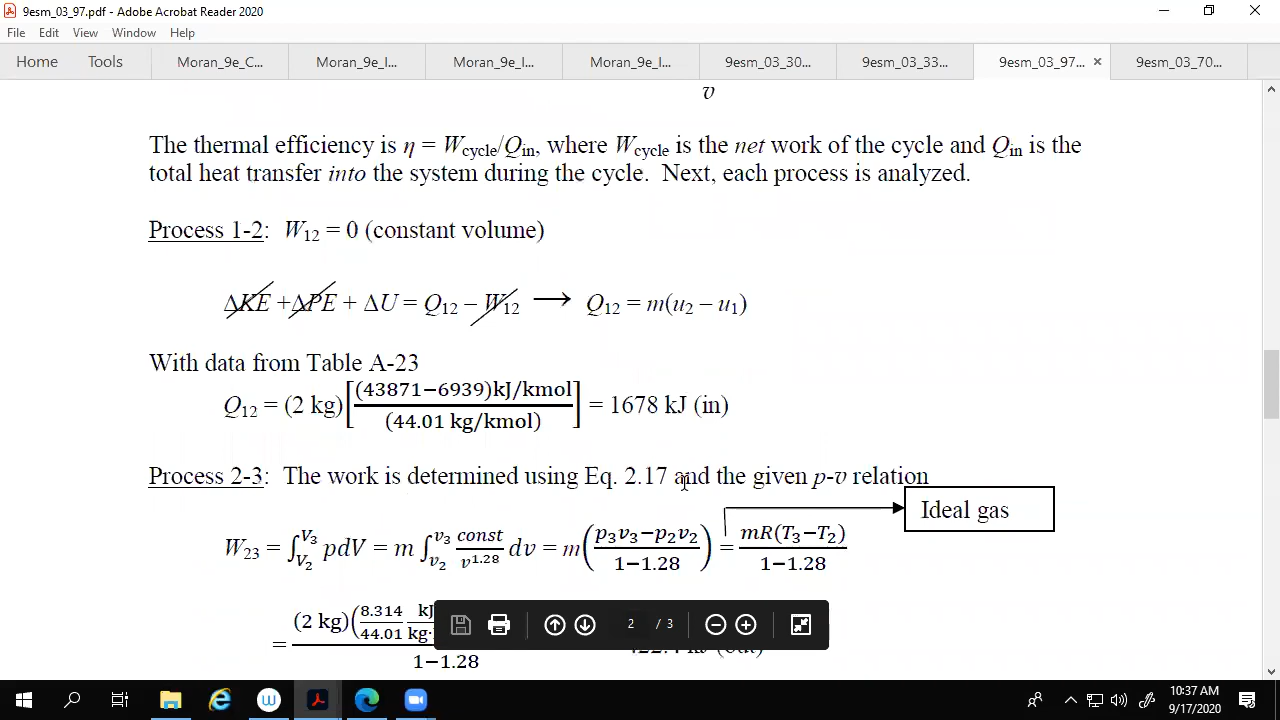 9esm_03_97.pdf - Adobe Acrobat Reader 2020
File Edit View Window Help
Home Tools Moran_9e_C... Moran_9e_I... Moran_9e_I... Moran_9e_I... 9esm_03_30... 9esm_03_33... 9esm_03_97... × 9esm_03_70...
v
The thermal efficiency is η = Wcycle/Qin, where Wcycle is the net work of the cycle and Qin is the
total heat transfer into the system during the cycle. Next, each process is analyzed.
Process 1-2: W12 = 0 (constant volume)
ΔKE +ΔPE + ΔU = Q12 – W12 → Q12 = m(u2 – u1)
With data from Table A-23
Q12 = (2 kg)[(43871−6939)kJ/kmol / (44.01 kg/kmol)] = 1678 kJ (in)
Process 2-3: The work is determined using Eq. 2.17 and the given p-v relation
Ideal gas
W23 = ∫V2 V3 pdV = m ∫v2 v3 const/v1.28 dv = m(p3v3−p2v2 / 1−1.28) = mR(T3−T2) / 1−1.28
= (2 kg)(8.314/44.01 kJ/kg· / 1−1.28
2 / 3
10:37 AM
9/17/2020